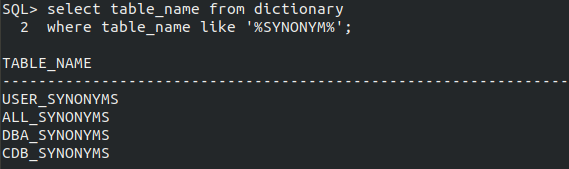 SQL> select table_name from dictionary
  2  where table_name like '%SYNONYM%';
TABLE_NAME
--------------------------------------------------------------------------------
USER_SYNONYMS
ALL_SYNONYMS
DBA_SYNONYMS
CDB_SYNONYMS